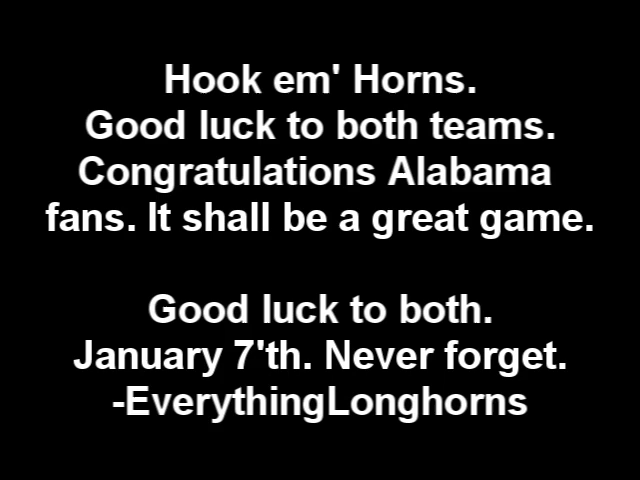 Hook em' Horns.
Good luck to both teams.
Congratulations Alabama
fans. It shall be a great game.
Good luck to both.
January 7'th. Never forget.
-EverythingLonghorns